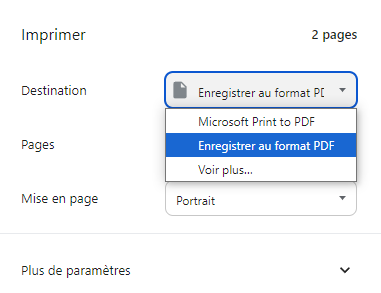 Imprimer
2 pages
Destination
Enregistrer au format PD
Microsoft Print to PDF
Pages
Enregistrer au format PDF
Voir plus...
Mise en page
Portrait
Plus de paramètres